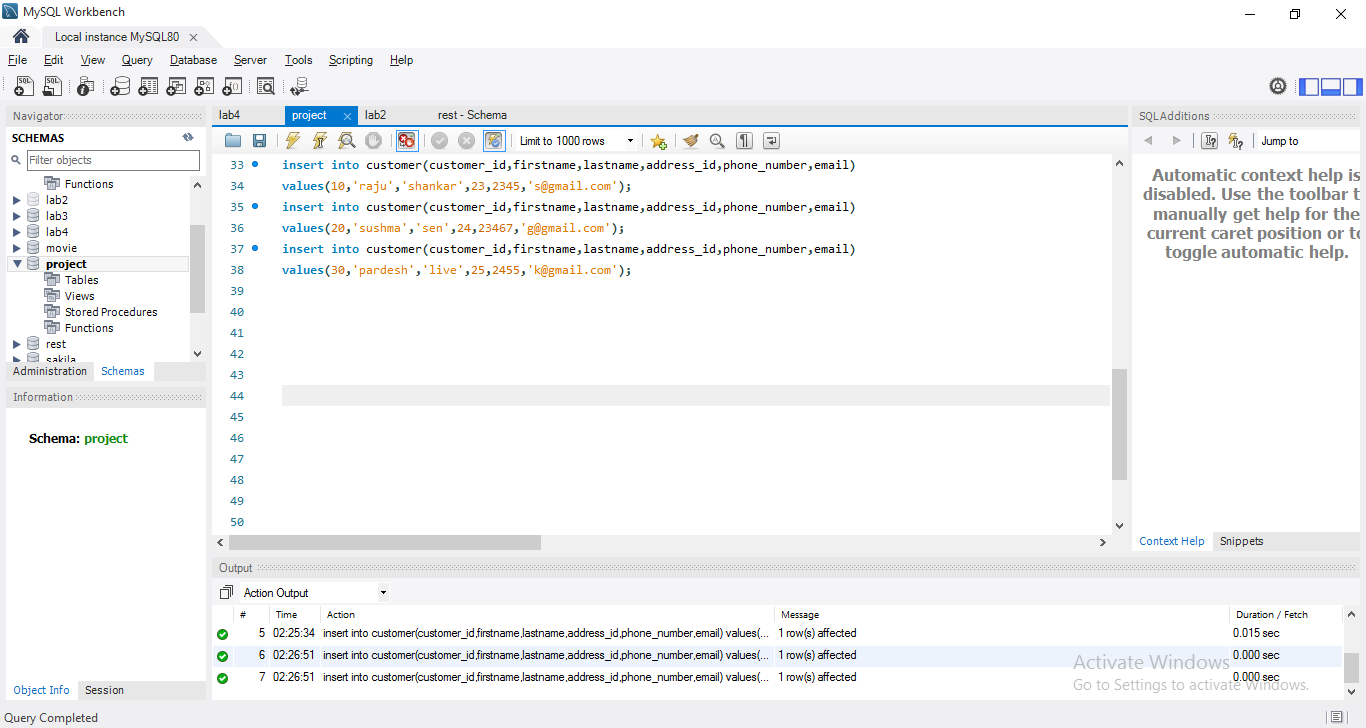 MySQL Workbench
Local instance MySQL80
File Edit View Query Database Server Tools Scripting Help
Navigator
SCHEMAS
Filter objects
Functions
lab2
lab3
lab4
movie
project
Tables
Views
Stored Procedures
Functions
rest
sakila
Administration Schemas
Information
Schema: project
Object Info Session
lab4 project lab2 rest - Schema
Limit to 1000 rows
33 insert into customer(customer_id,firstname,lastname,address_id,phone_number,email)
34 values(10,'raju','shankar',23,2345,'s@gmail.com');
35 insert into customer(customer_id,firstname,lastname,address_id,phone_number,email)
36 values(20,'sushma','sen',24,23467,'g@gmail.com');
37 insert into customer(customer_id,firstname,lastname,address_id,phone_number,email)
38 values(30,'pardesh','live',25,2455,'k@gmail.com');
39
40
41
42
43
44
45
46
47
48
49
50
SQLAdditions
Jump to
Automatic context help is
disabled. Use the toolbar t
manually get help for the
current caret position or to
toggle automatic help.
Context Help Snippets
Output
Action Output
# Time Action Message Duration / Fetch
5 02:25:34 insert into customer(customer_id,firstname,lastname,address_id,phone_number,email) values(... 1 row(s) affected 0.015 sec
6 02:26:51 insert into customer(customer_id,firstname,lastname,address_id,phone_number,email) values(... 1 row(s) affected 0.000 sec
7 02:26:51 insert into customer(customer_id,firstname,lastname,address_id,phone_number,email) values(... 1 row(s) affected 0.000 sec
Activate Windows
Go to Settings to activate Windows.
Query Completed